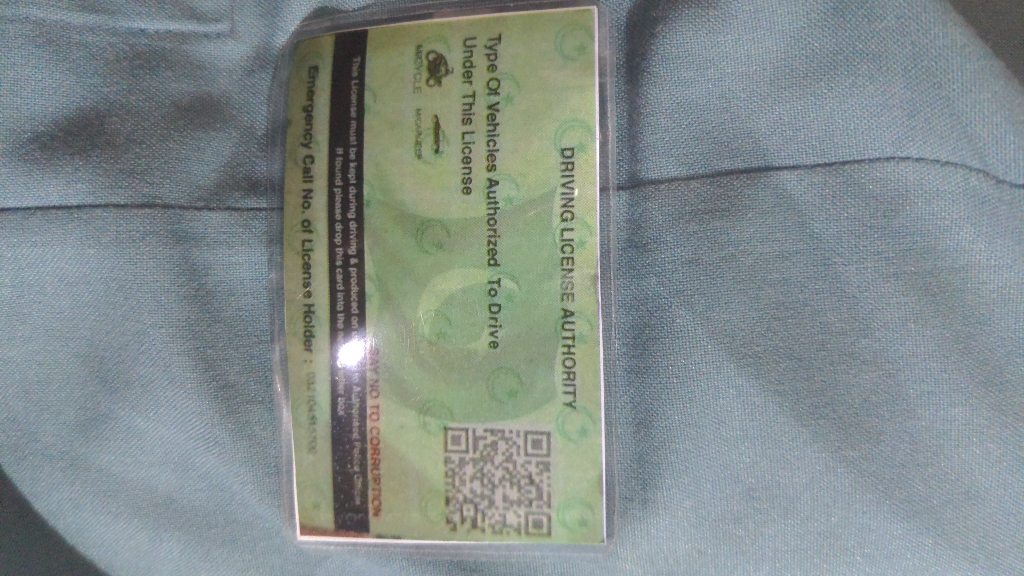 DRIVING LICENSE AUTHORITY
Type Of Vehicles Authorized To Drive
Under This License
M/CYCLE
SAY NO TO CORRUPTION
This License must be kept during driving & produced on
If found please drop this card into the
Emergency Call No. of License Holder :